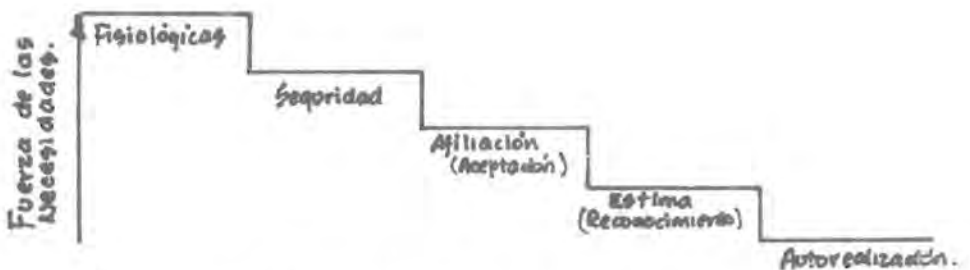 Fuerza de las
Necesidades.
Fisiológicas
Seguridad
Afiliación
(Aceptación)
Estima
(Reconocimiento)
Autorealización.